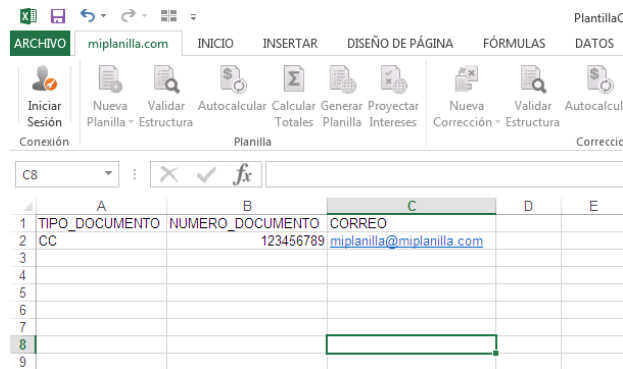 PlantillaC
ARCHIVO miplanilla.com INICIO INSERTAR DISEÑO DE PÁGINA FÓRMULAS DATOS
Iniciar Nueva Validar Autocalcular Calcular Generar Proyectar Nueva Validar Autocalcul
Sesión Planilla Estructura Totales Planilla Intereses Corrección Estructura
Conexión Planilla Correccio
C8 fx
A B C D E
1 TIPO_DOCUMENTO NUMERO_DOCUMENTO CORREO
2 CC 123456789 miplanilla@miplanilla.com
3
4
5
6
7
8
9